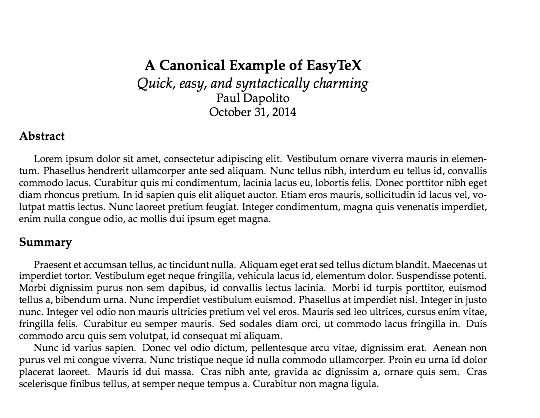 A Canonical Example of EasyTeX
Quick, easy, and syntactically charming
Paul Dapolito
October 31, 2014
Abstract
Lorem ipsum dolor sit amet, consectetur adipiscing elit. Vestibulum ornare viverra mauris in elemen-
tum. Phasellus hendrerit ullamcorper ante sed aliquam. Nunc tellus nibh, interdum eu tellus id, convallis
commodo lacus. Curabitur quis mi condimentum, lacinia lacus eu, lobortis felis. Donec porttitor nibh eget
diam rhoncus pretium. In id sapien quis elit aliquet auctor. Etiam eros mauris, sollicitudin id lacus vel, vo-
lutpat mattis lectus. Nunc laoreet pretium feugiat. Integer condimentum, magna quis venenatis imperdiet,
enim nulla congue odio, ac mollis dui ipsum eget magna.
Summary
Praesent et accumsan tellus, ac tincidunt nulla. Aliquam eget erat sed tellus dictum blandit. Maecenas ut
imperdiet tortor. Vestibulum eget neque fringilla, vehicula lacus id, elementum dolor. Suspendisse potenti.
Morbi dignissim purus non sem dapibus, id convallis lectus lacinia. Morbi id turpis porttitor, euismod
tellus a, bibendum urna. Nunc imperdiet vestibulum euismod. Phasellus at imperdiet nisl. Integer in justo
nunc. Integer vel odio non mauris ultricies pretium vel vel eros. Mauris sed leo ultrices, cursus enim vitae,
fringilla felis. Curabitur eu semper mauris. Sed sodales diam orci, ut commodo lacus fringilla in. Duis
commodo arcu quis sem volutpat, id consequat mi aliquam.
Nunc id varius sapien. Donec vel odio dictum, pellentesque arcu vitae, dignissim erat. Aenean non
purus vel mi congue viverra. Nunc tristique neque id nulla commodo ullamcorper. Proin eu urna id dolor
placerat laoreet. Mauris id dui massa. Cras nibh ante, gravida ac dignissim a, ornare quis sem. Cras
scelerisque finibus tellus, at semper neque tempus a. Curabitur non magna ligula.